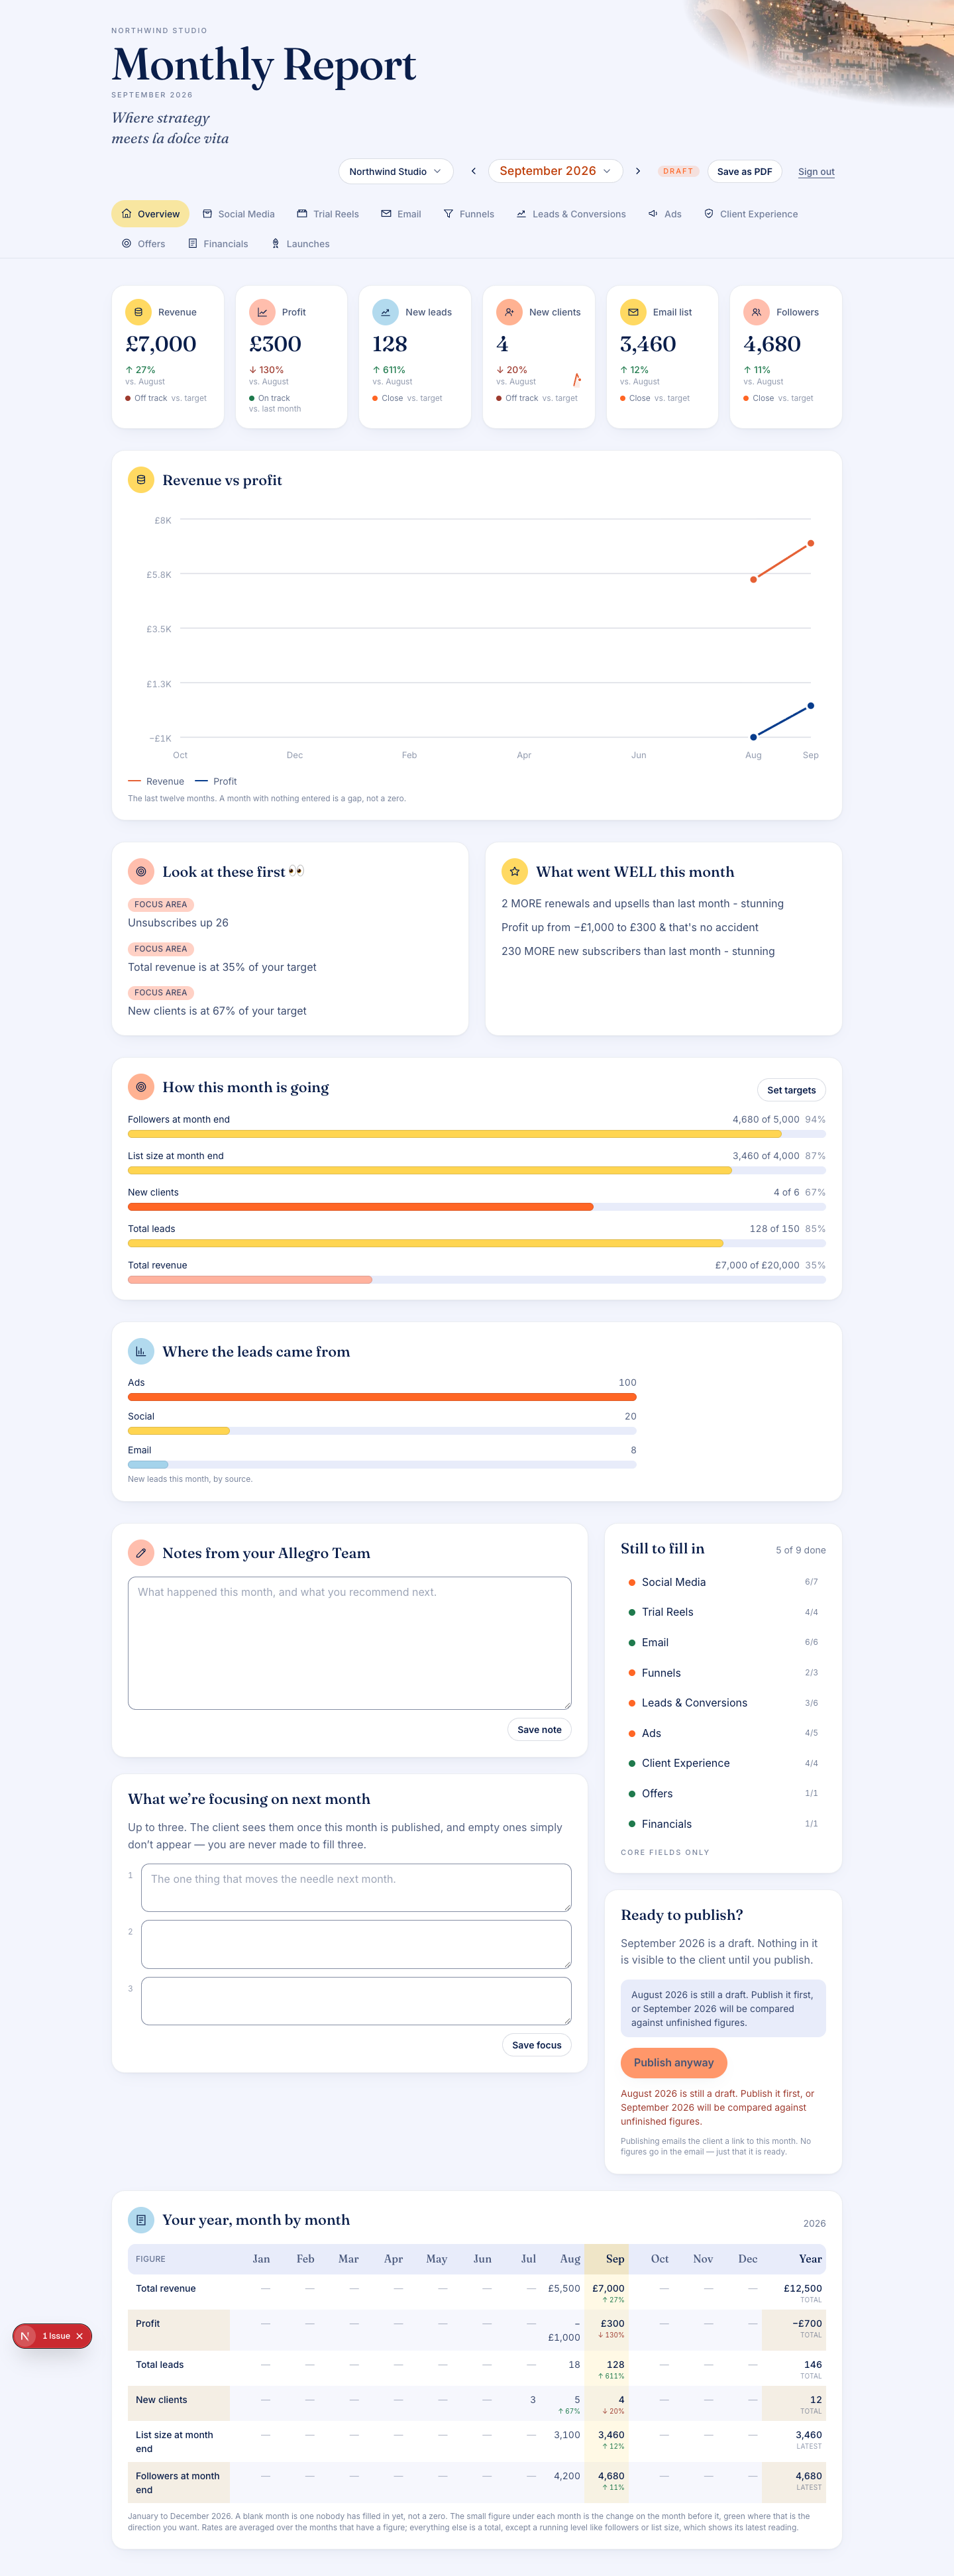 NORTHWIND STUDIO
Monthly Report
SEPTEMBER 2026
Where strategy
meets la dolce vita
Northwind Studio
September 2026
DRAFT
Save as PDF
Sign out
Overview
Social Media
Trial Reels
Email
Funnels
Leads & Conversions
Ads
Client Experience
Offers
Financials
Launches
Revenue
£7,000
↑ 27%
vs. August
Off track vs. target
Profit
£300
↓ 130%
vs. August
On track
vs. last month
New leads
128
↑ 611%
vs. August
Close vs. target
New clients
4
↓ 20%
vs. August
Off track vs. target
Email list
3,460
↑ 12%
vs. August
Close vs. target
Followers
4,680
↑ 11%
vs. August
Close vs. target
Revenue vs profit
£8K
£5.8K
£3.5K
£1.3K
−£1K
Oct Dec Feb Apr Jun Aug Sep
Revenue Profit
The last twelve months. A month with nothing entered is a gap, not a zero.
Look at these first 👀
FOCUS AREA
Unsubscribes up 26
FOCUS AREA
Total revenue is at 35% of your target
FOCUS AREA
New clients is at 67% of your target
What went WELL this month
2 MORE renewals and upsells than last month - stunning
Profit up from −£1,000 to £300 & that's no accident
230 MORE new subscribers than last month - stunning
How this month is going
Set targets
Followers at month end 4,680 of 5,000 94%
List size at month end 3,460 of 4,000 87%
New clients 4 of 6 67%
Total leads 128 of 150 85%
Total revenue £7,000 of £20,000 35%
Where the leads came from
Ads 100
Social 20
Email 8
New leads this month, by source.
Notes from your Allegro Team
What happened this month, and what you recommend next.
Save note
What we’re focusing on next month
Up to three. The client sees them once this month is published, and empty ones simply
don’t appear — you are never made to fill three.
1 The one thing that moves the needle next month.
2
3
Save focus
Still to fill in 5 of 9 done
Social Media 6/7
Trial Reels 4/4
Email 6/6
Funnels 2/3
Leads & Conversions 3/6
Ads 4/5
Client Experience 4/4
Offers 1/1
Financials 1/1
CORE FIELDS ONLY
Ready to publish?
September 2026 is a draft. Nothing in it
is visible to the client until you publish.
August 2026 is still a draft. Publish it first,
or September 2026 will be compared
against unfinished figures.
Publish anyway
August 2026 is still a draft. Publish it first, or
September 2026 will be compared against
unfinished figures.
Publishing emails the client a link to this month. No
figures go in the email — just that it is ready.
Your year, month by month 2026
FIGURE Jan Feb Mar Apr May Jun Jul Aug Sep Oct Nov Dec Year
Total revenue — — — — — — — £5,500 £7,000 — — — £12,500
↑ 27% TOTAL
Profit — — — — — — — −£1,000 £300 — — — −£700
↓ 130% TOTAL
Total leads — — — — — — — 18 128 — — — 146
↑ 611% TOTAL
New clients — — — — — — 3 5 4 — — — 12
↑ 67% ↓ 20% TOTAL
List size at month end — — — — — — — 3,100 3,460 — — — 3,460
↑ 12% LATEST
Followers at month end — — — — — — — 4,200 4,680 — — — 4,680
↑ 11% LATEST
January to December 2026. A blank month is one nobody has filled in yet, not a zero. The small figure under each month is the change on the month before it, green where that is the
direction you want. Rates are averaged over the months that have a figure; everything else is a total, except a running level like followers or list size, which shows its latest reading.
N 1 Issue